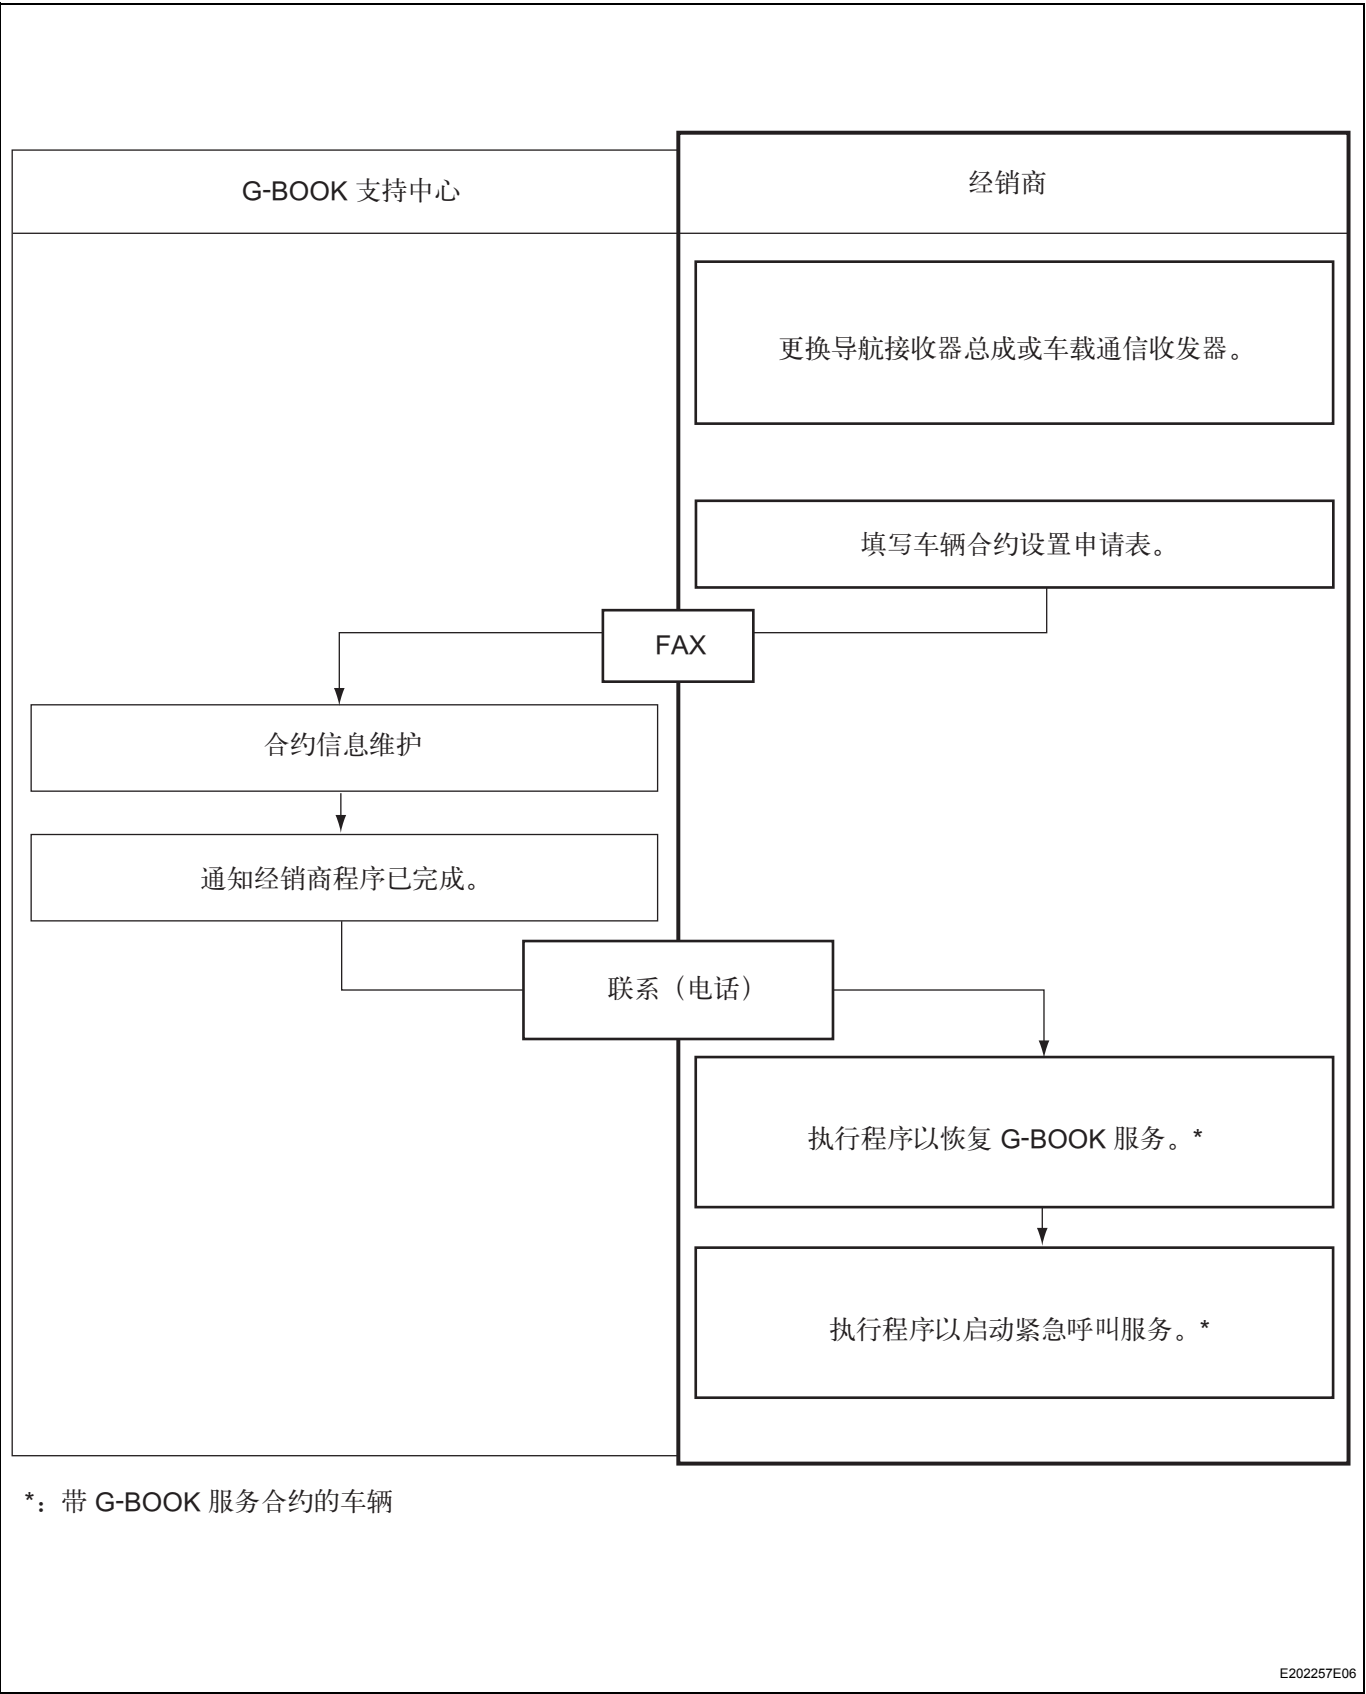 G-BOOK 支持中心
经销商
更换导航接收器总成或车载通信收发器。
填写车辆合约设置申请表。
FAX
合约信息维护
通知经销商程序已完成。
联系（电话）
执行程序以恢复 G-BOOK 服务。*
执行程序以启动紧急呼叫服务。*
*：带 G-BOOK 服务合约的车辆
E202257E06